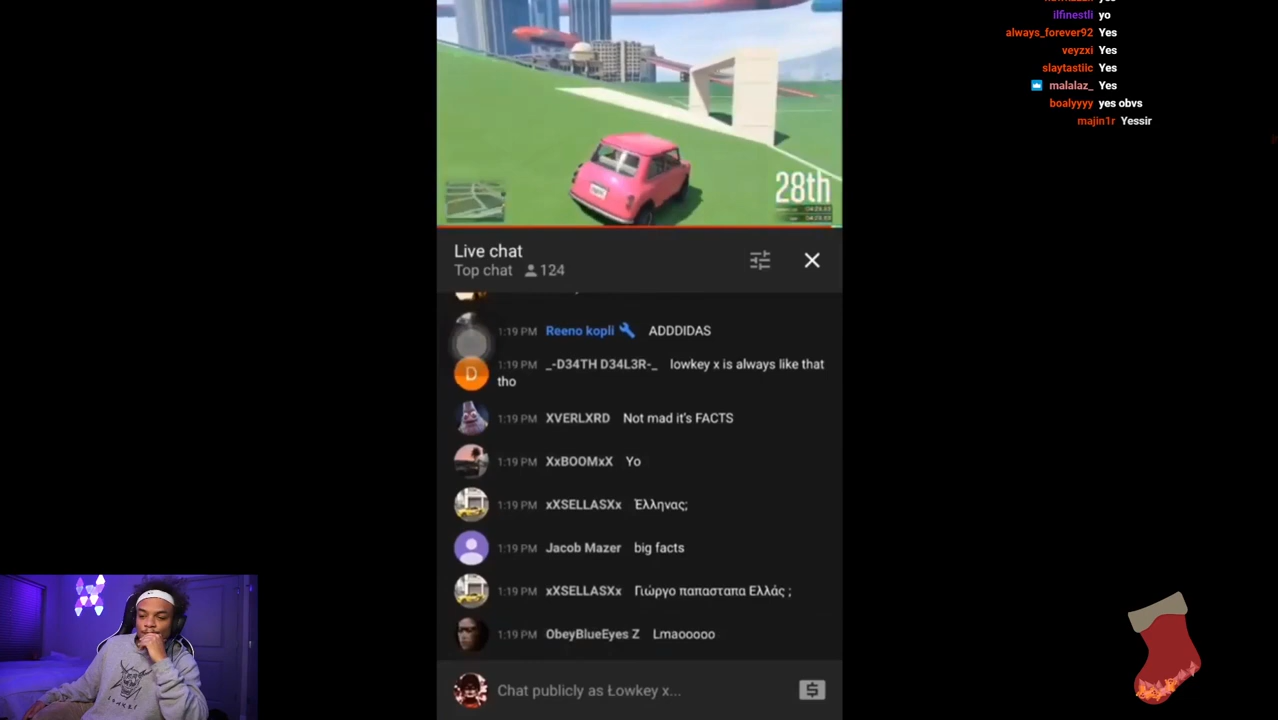 yes
ilfinestli yo
always_forever92 Yes
veyzxi Yes
slaytastiic Yes
malalaz_ Yes
boalyyyy yes obvs
majin1r Yessir
28th
Live chat
Top chat 124
1:19 PM Reeno kopli ADDDIDAS
D 1:19 PM _-D34TH D34L3R-_ lowkey x is always like that
tho
1:19 PM XVERLXRD Not mad it's FACTS
1:19 PM XxBOOMxX Yo
1:19 PM xXSELLASXx Έλληνας;
1:19 PM Jacob Mazer big facts
1:19 PM xXSELLASXx Γιώργο παπασταπα Ελλάς ;
1:19 PM ObeyBlueEyes Z Lmaooooo
Chat publicly as Łowkey x...